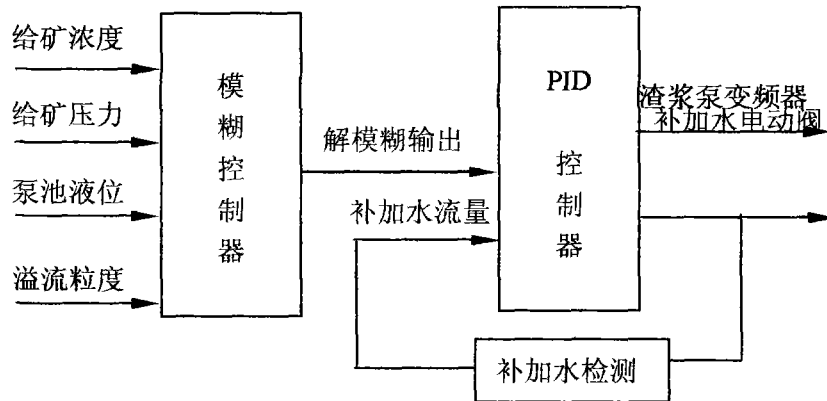 给矿浓度
给矿压力
泵池液位
溢流粒度
模糊控制器
解模糊输出
补加水流量
PID
控制器
渣浆泵变频器
补加水电动阀
补加水检测